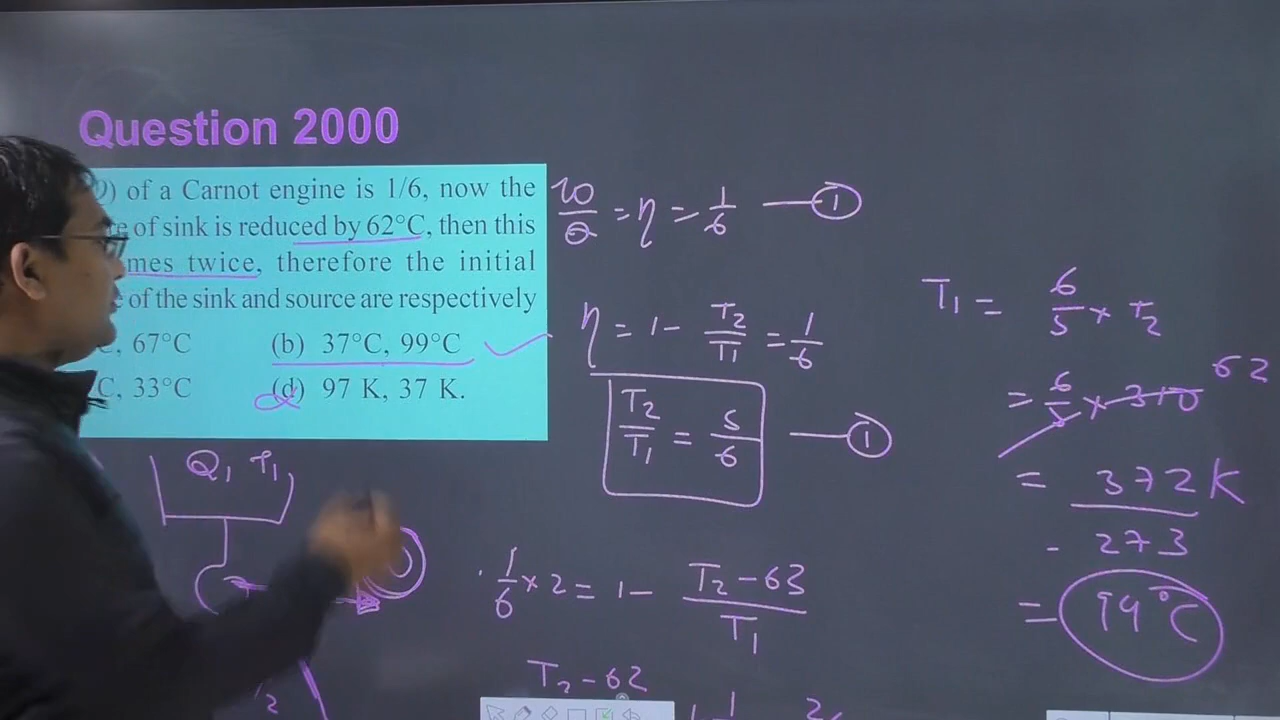 Question 2000
of a Carnot engine is 1/6, now the
e of sink is reduced by 62°C, then this
mes twice, therefore the initial
e of the sink and source are respectively
, 67°C (b) 37°C, 99°C
C, 33°C (d) 97 K, 37 K.
Q₁ T₁
ω/Q = η = 1/6 — ①
η = 1 - T₂/T₁ = 1/6
T₂/T₁ = 5/6 — ①
1/6 × 2 = 1 - (T₂ - 63)/T₁
T₂ - 62
T₁ = 6/5 × T₂
= 6/5 × 310 62
= 372 K
- 273
= 99°C